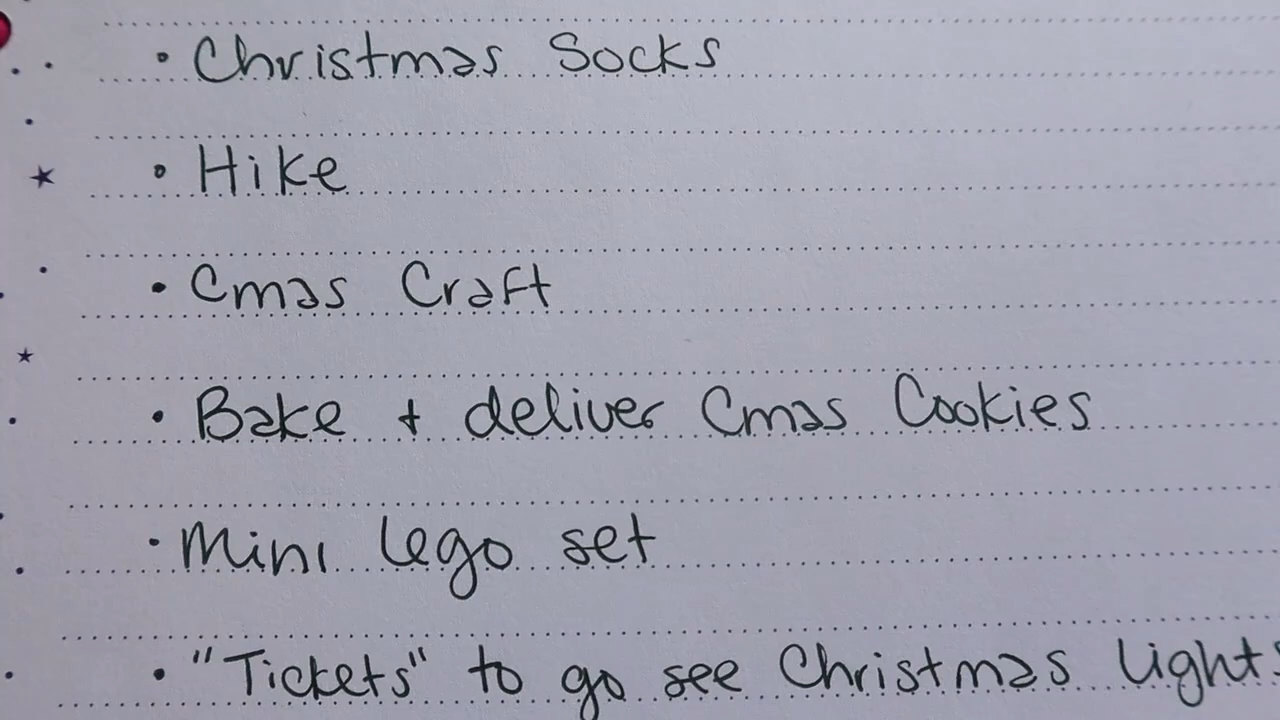 • Christmas Socks
• Hike
• Cmas Craft
• Bake + deliver Cmas Cookies
• Mini lego set
• "Tickets" to go see Christmas lights